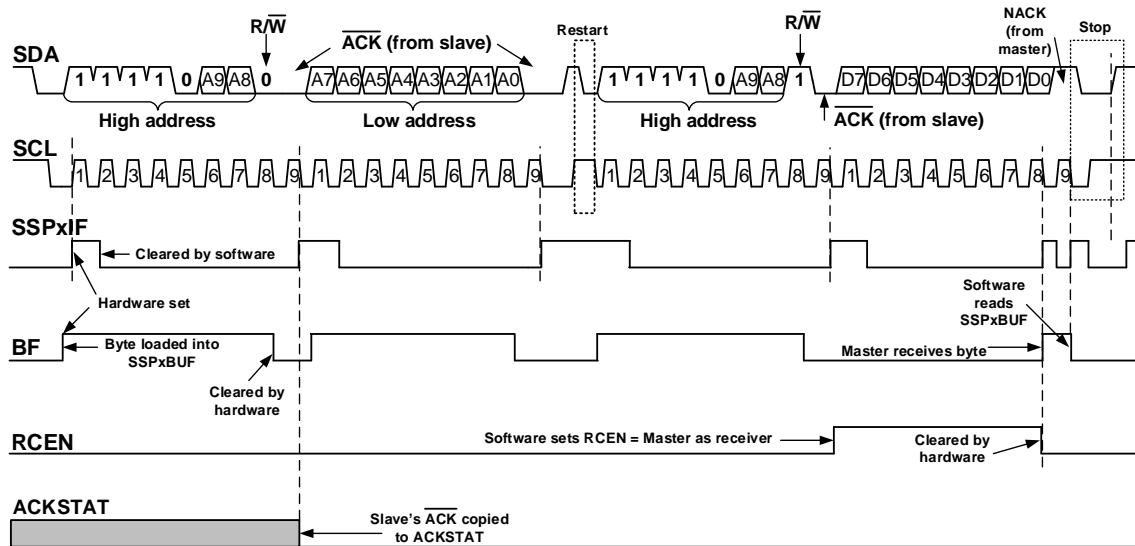 R/W
ACK (from slave)
Restart
R/W
NACK
(from
master)
Stop
SDA
1 1 1 1 0 A9 A8 0
A7 A6 A5 A4 A3 A2 A1 A0
1 1 1 1 0 A9 A8 1
D7 D6 D5 D4 D3 D2 D1 D0
High address
Low address
High address
ACK (from slave)
SCL
1 2 3 4 5 6 7 8 9
1 2 3 4 5 6 7 8 9
1 2 3 4 5 6 7 8 9
1 2 3 4 5 6 7 8 9
SSPxIF
Cleared by software
Hardware set
Software
reads
SSPxBUF
BF
Byte loaded into
SSPxBUF
Cleared by
hardware
Master receives byte
RCEN
Software sets RCEN = Master as receiver
Cleared by
hardware
ACKSTAT
Slave's ACK copied
to ACKSTAT